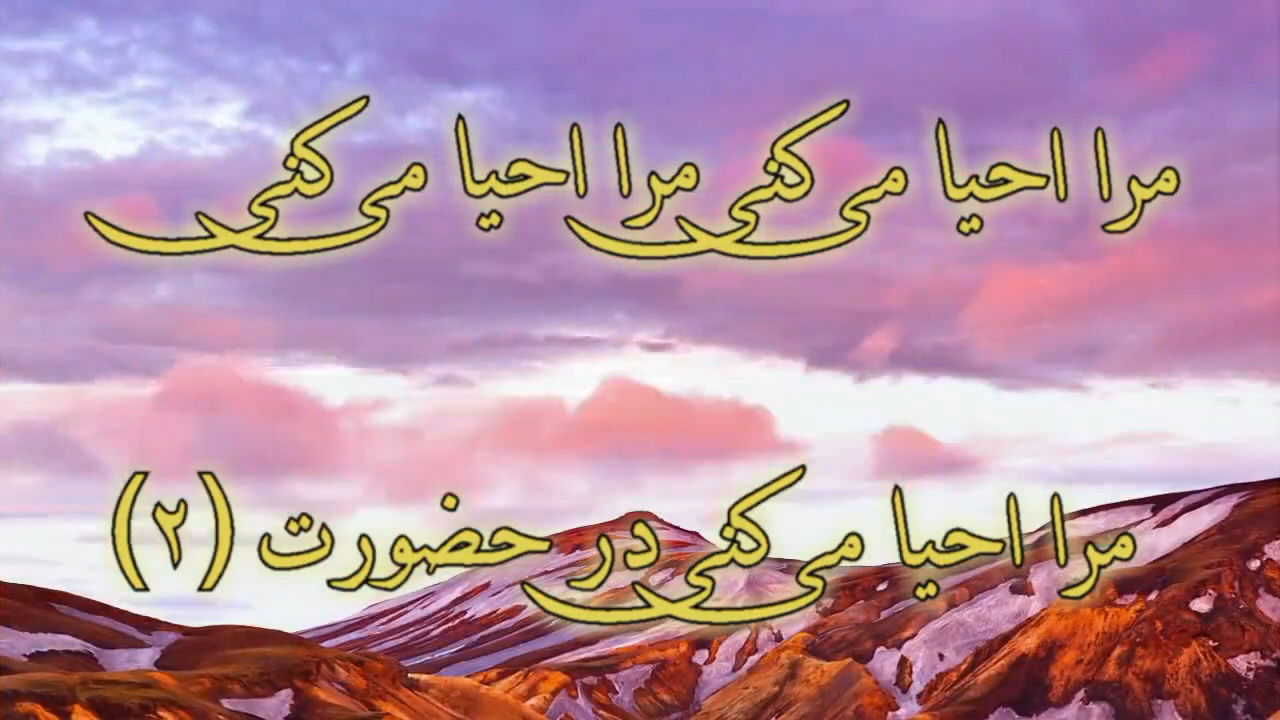 مرا احیا می‌کنی مرا احیا می‌کنی
مرا احیا می‌کنی در حضورت (۲)